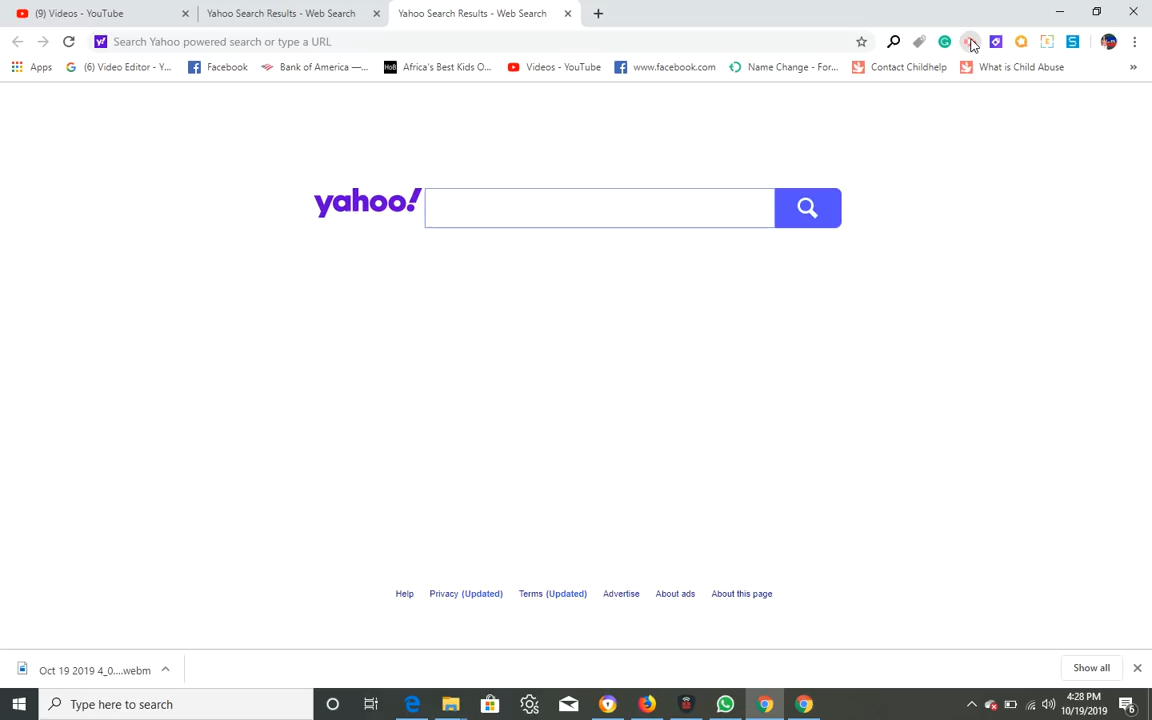 (9) Videos - YouTube
Yahoo Search Results - Web Search
Yahoo Search Results - Web Search
Search Yahoo powered search or type a URL
Apps
(6) Video Editor - Y...
Facebook
Bank of America —...
Africa's Best Kids O...
Videos - YouTube
www.facebook.com
Name Change - For...
Contact Childhelp
What is Child Abuse
yahoo!
Help
Privacy (Updated)
Terms (Updated)
Advertise
About ads
About this page
Oct 19 2019 4_0....webm
Show all
Type here to search
4:28 PM
10/19/2019
6